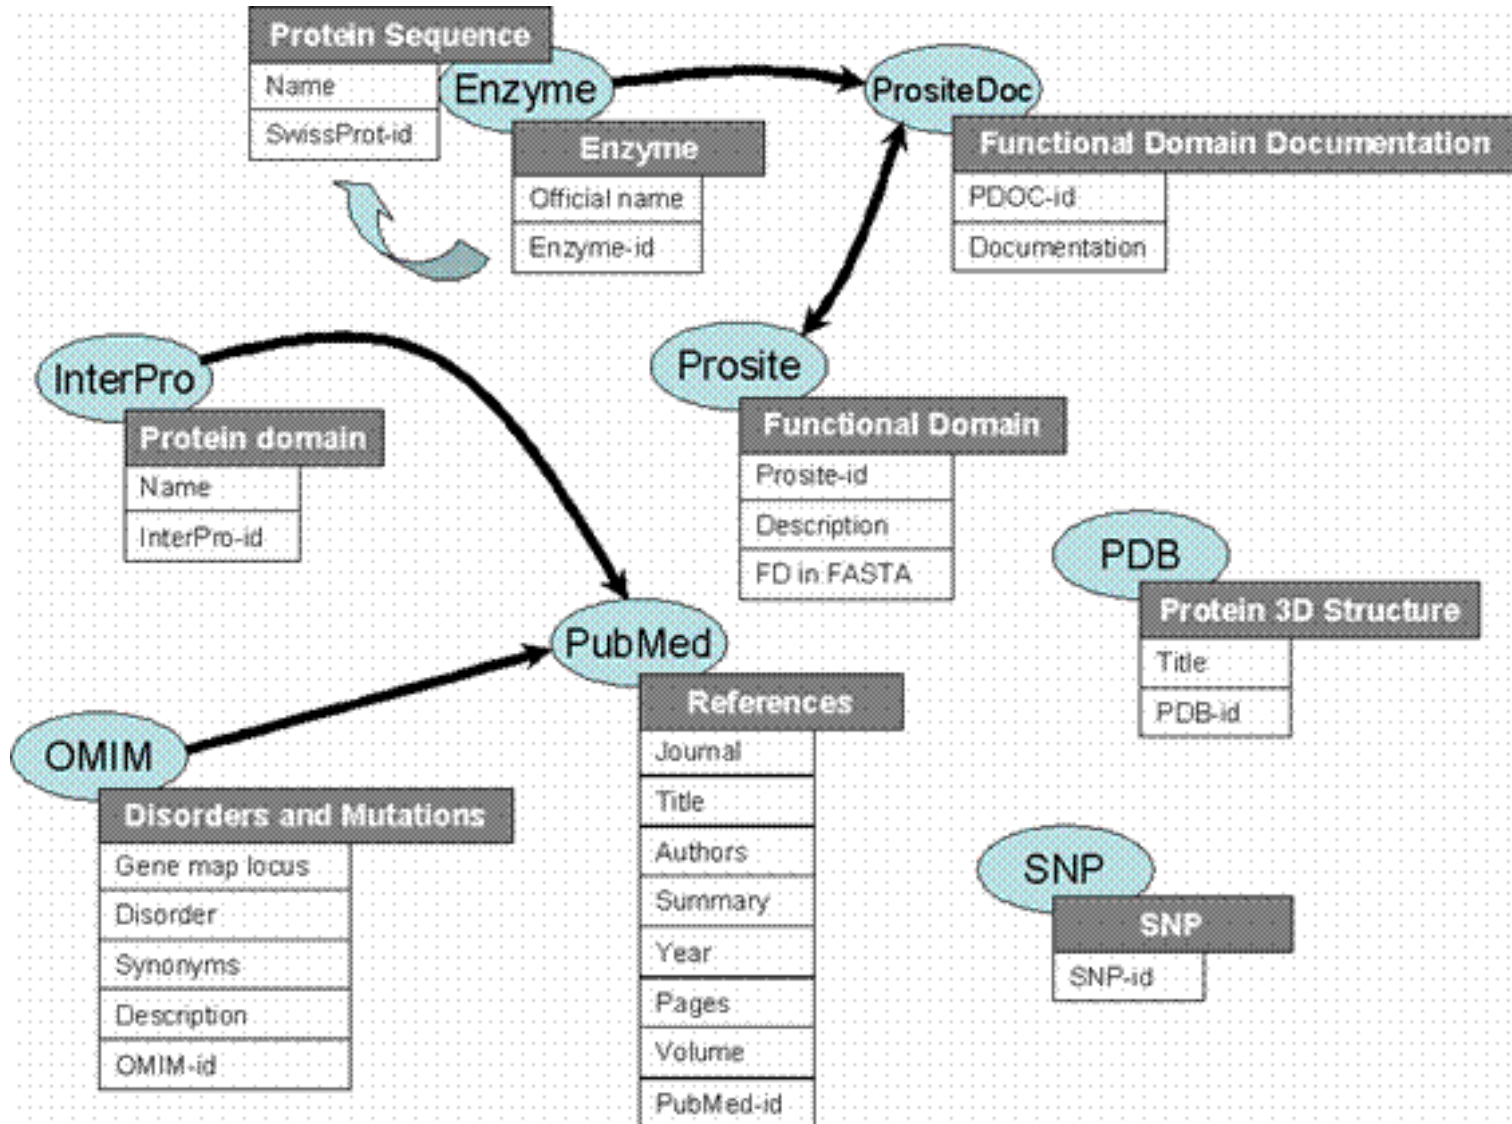 Protein Sequence
Name
SwissProt-id
Enzyme
Enzyme
Official name
Enzyme-id
PrositeDoc
Functional Domain Documentation
PDOC-id
Documentation
InterPro
Protein domain
Name
InterPro-id
Prosite
Functional Domain
Prosite-id
Description
FD in FASTA
PDB
Protein 3D Structure
Title
PDB-id
PubMed
References
Journal
Title
Authors
Summary
Year
Pages
Volume
PubMed-id
OMIM
Disorders and Mutations
Gene map locus
Disorder
Synonyms
Description
OMIM-id
SNP
SNP
SNP-id